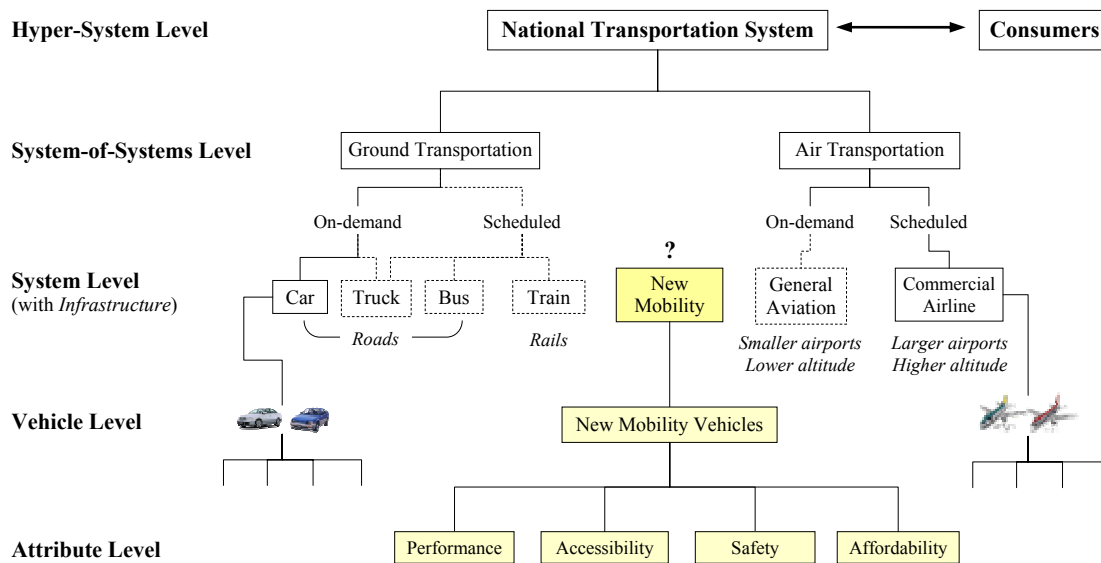 Hyper-System Level
National Transportation System
Consumers
System-of-Systems Level
Ground Transportation
Air Transportation
On-demand
Scheduled
On-demand
Scheduled
?
System Level
(with Infrastructure)
Car
Truck
Bus
Train
New
Mobility
General
Aviation
Commercial
Airline
Roads
Rails
Smaller airports
Lower altitude
Larger airports
Higher altitude
Vehicle Level
New Mobility Vehicles
Attribute Level
Performance
Accessibility
Safety
Affordability